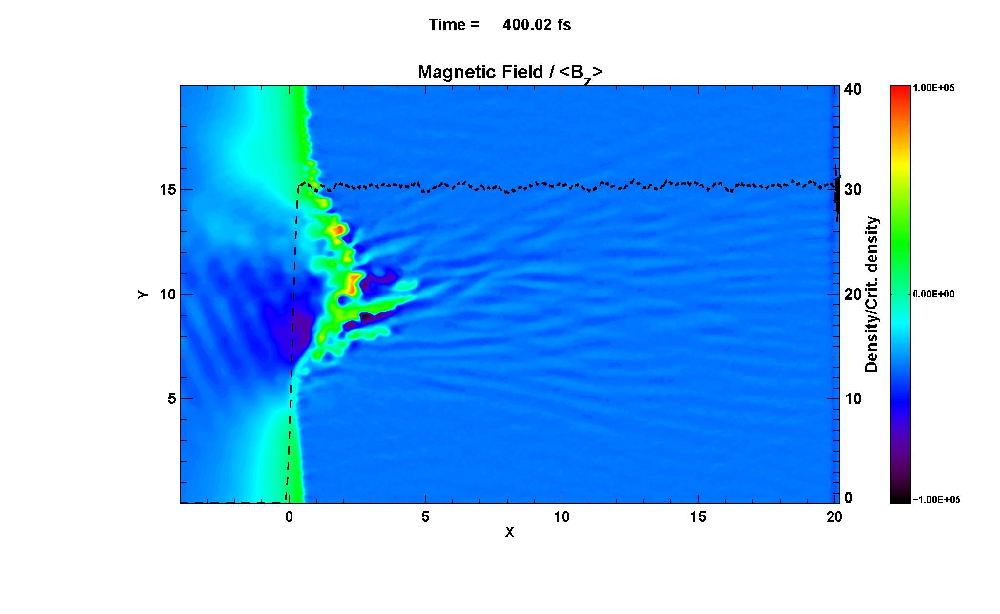 Time = 400.02 fs
Magnetic Field / <Bz>
40
1.00E+05
15
30
Y
10
20
0.00E+00
Density/Crit. density
5
10
0
−1.00E+05
0 5 10 15 20
X